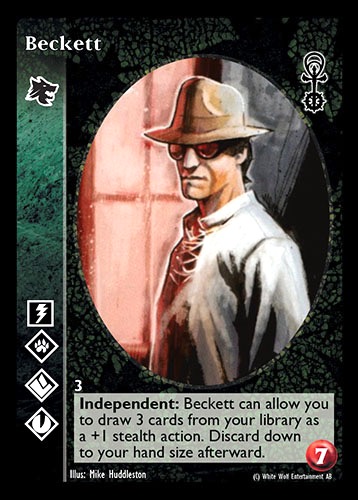 Beckett
3
Independent: Beckett can allow you
to draw 3 cards from your library as
a +1 stealth action. Discard down
to your hand size afterward.
7
Illus: Mike Huddleston
(C) White Wolf Entertainment AB